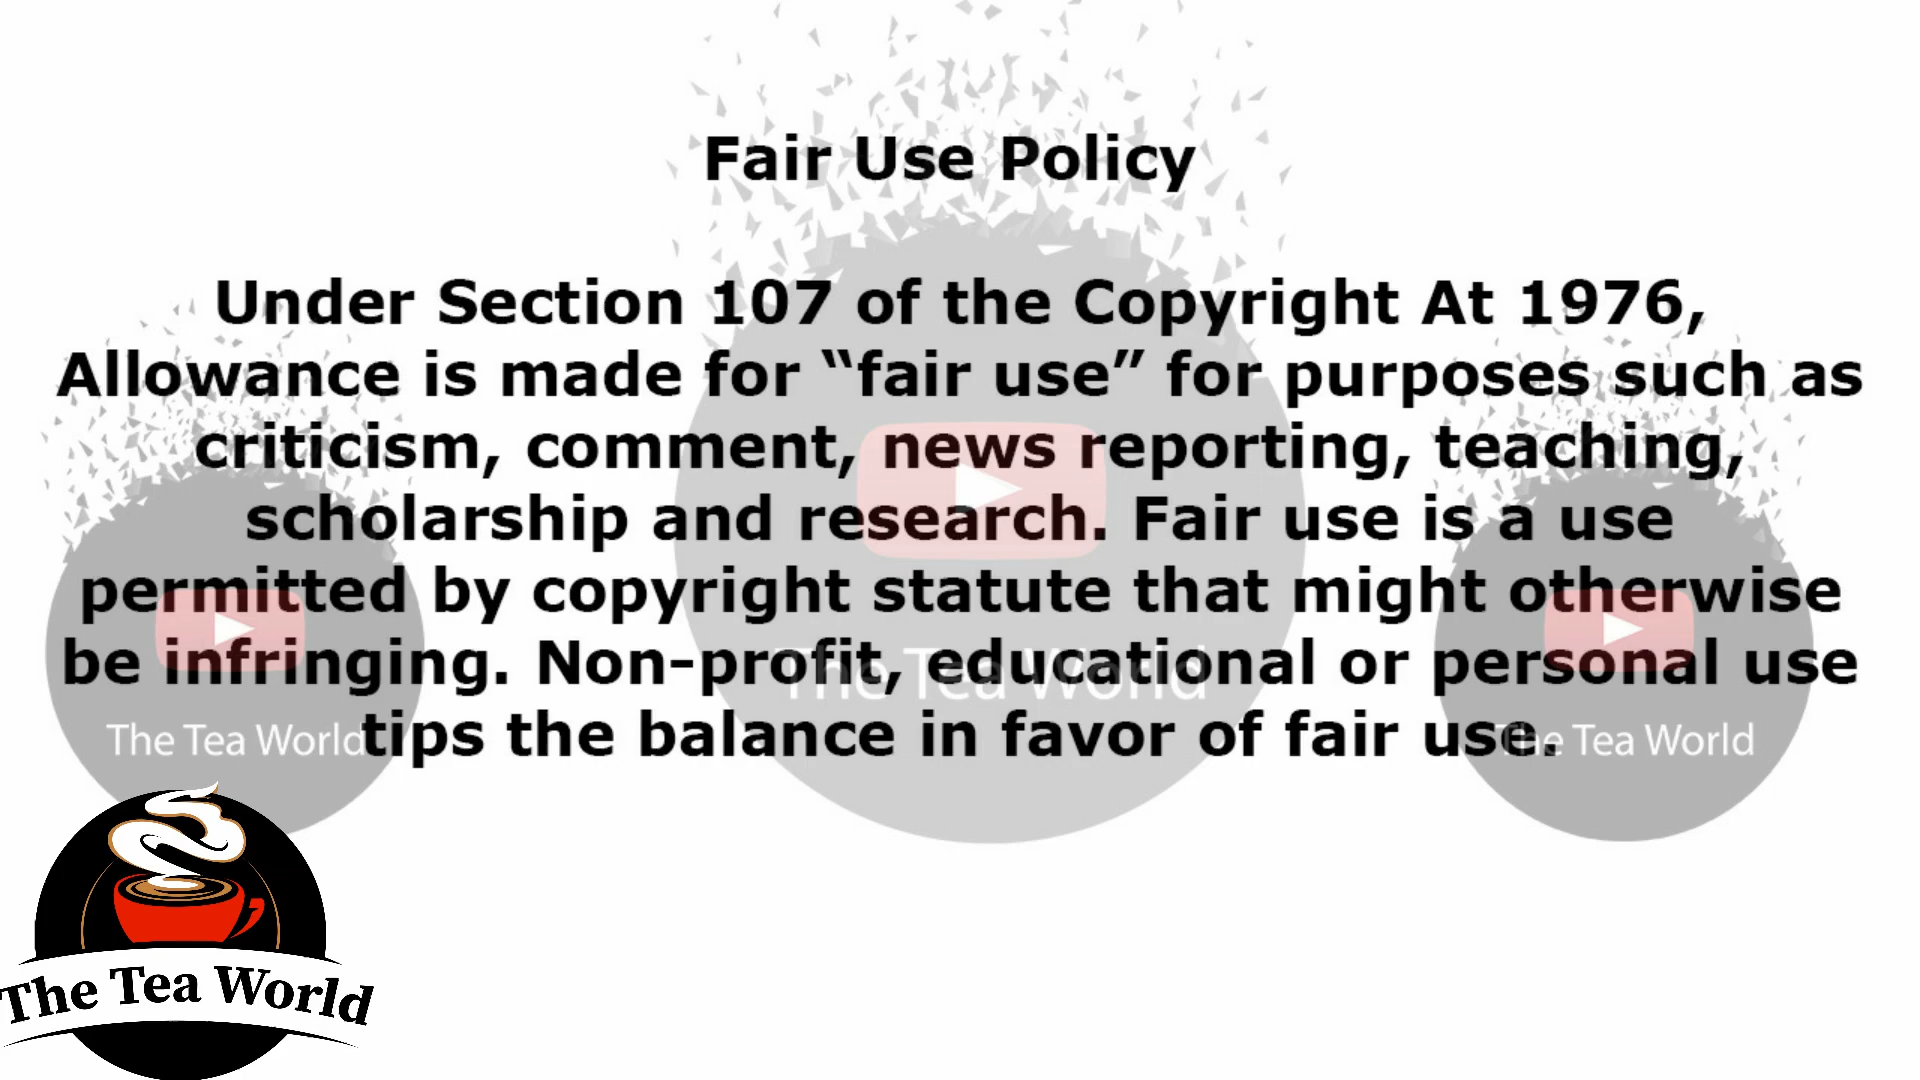 Fair Use Policy
Under Section 107 of the Copyright At 1976,
Allowance is made for “fair use” for purposes such as
criticism, comment, news reporting, teaching,
scholarship and research. Fair use is a use
permitted by copyright statute that might otherwise
be infringing. Non-profit, educational or personal use
tips the balance in favor of fair use.
The Tea World
The Tea World
The Tea World
The Tea World